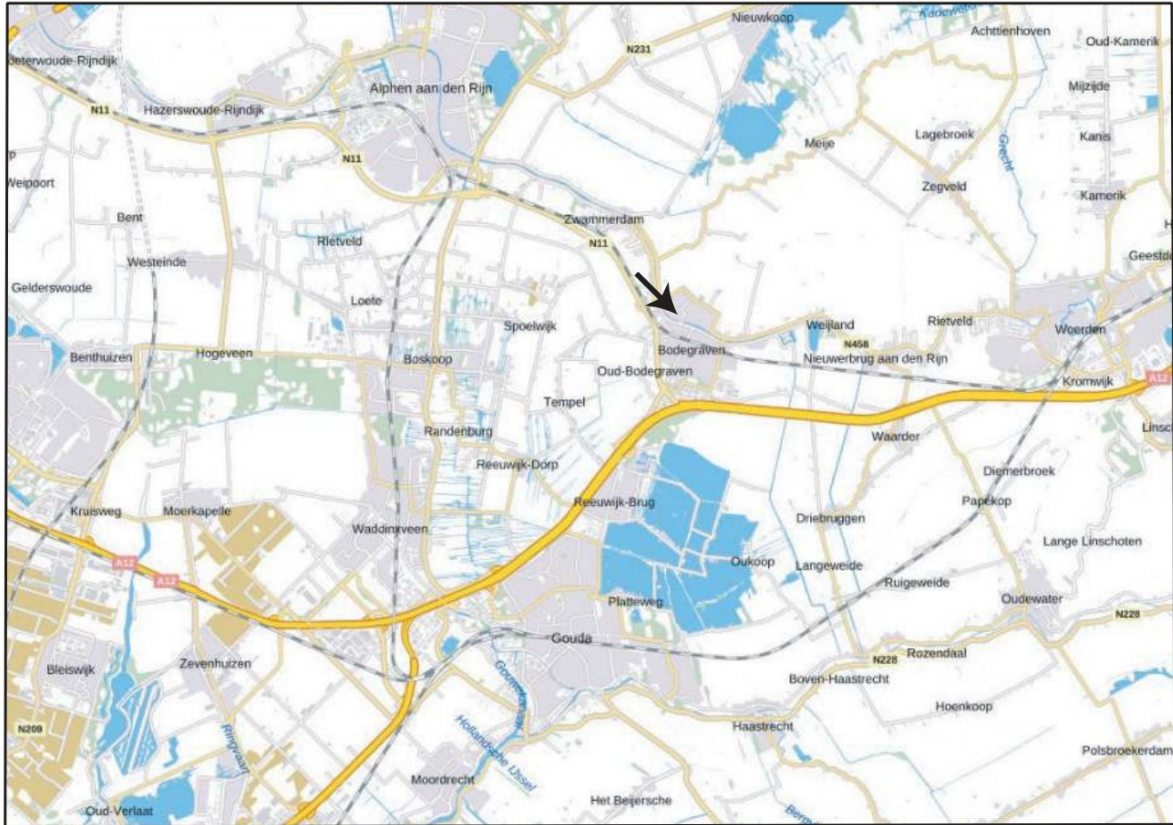 Nieuwkoop
Achttienhoven
N231
Oud-Kamerik
Alphen aan den Rijn
Mijzijde
N11
Hazerswoude-Rijndijk
Lagebroek
Kanis
Meije
Grecht
N11
Weipoort
Zegveld
Kamerik
Bent
Zwammerdam
N11
Rietveld
Westeinde
Gelderswoude
Loete
Spoelwijk
Weijland
Rietveld
Woerden
N458
Benthuizen
Hogeveen
Boskoop
Bodegraven
Nieuwerbrug aan den Rijn
Oud-Bodegraven
Kromwijk
A12
Tempel
Randenburg
Waarder
Reeuwijk-Dorp
Diemerbroek
Kruisweg
Moerkapelle
Reeuwijk-Brug
Papekop
Waddinxveen
Driebruggen
Lange Linschoten
A12
A12
Oukoop
Langeweide
Ruigeweide
Platteweg
Oudewater
N228
Gouda
Bleiswijk
Zevenhuizen
N228
Rozendaal
Boven-Haastrecht
Hoenkoop
N209
Ringvaart
Hollandsche IJssel
Haastrecht
Polsbroekerdam
Moordrecht
Het Beijersche
Oud-Verlaat